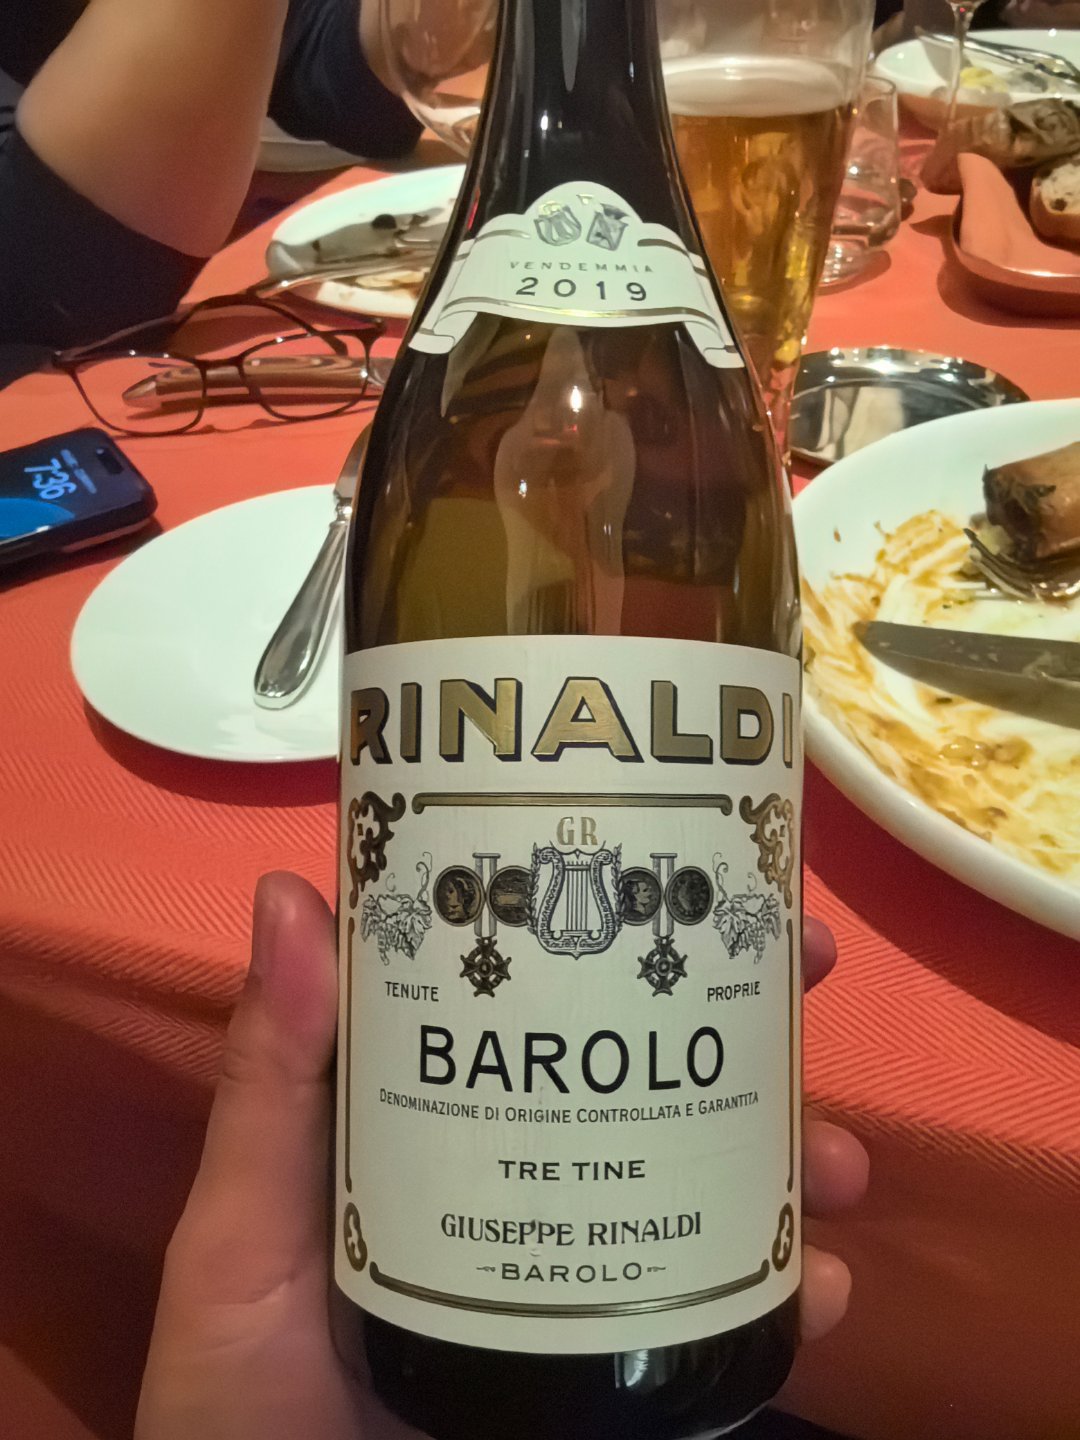 VENDEMMIA
2019
7:36
RINALDI
GR
TENUTE PROPRIE
BAROLO
DENOMINAZIONE DI ORIGINE CONTROLLATA E GARANTITA
TRE TINE
GIUSEPPE RINALDI
BAROLO